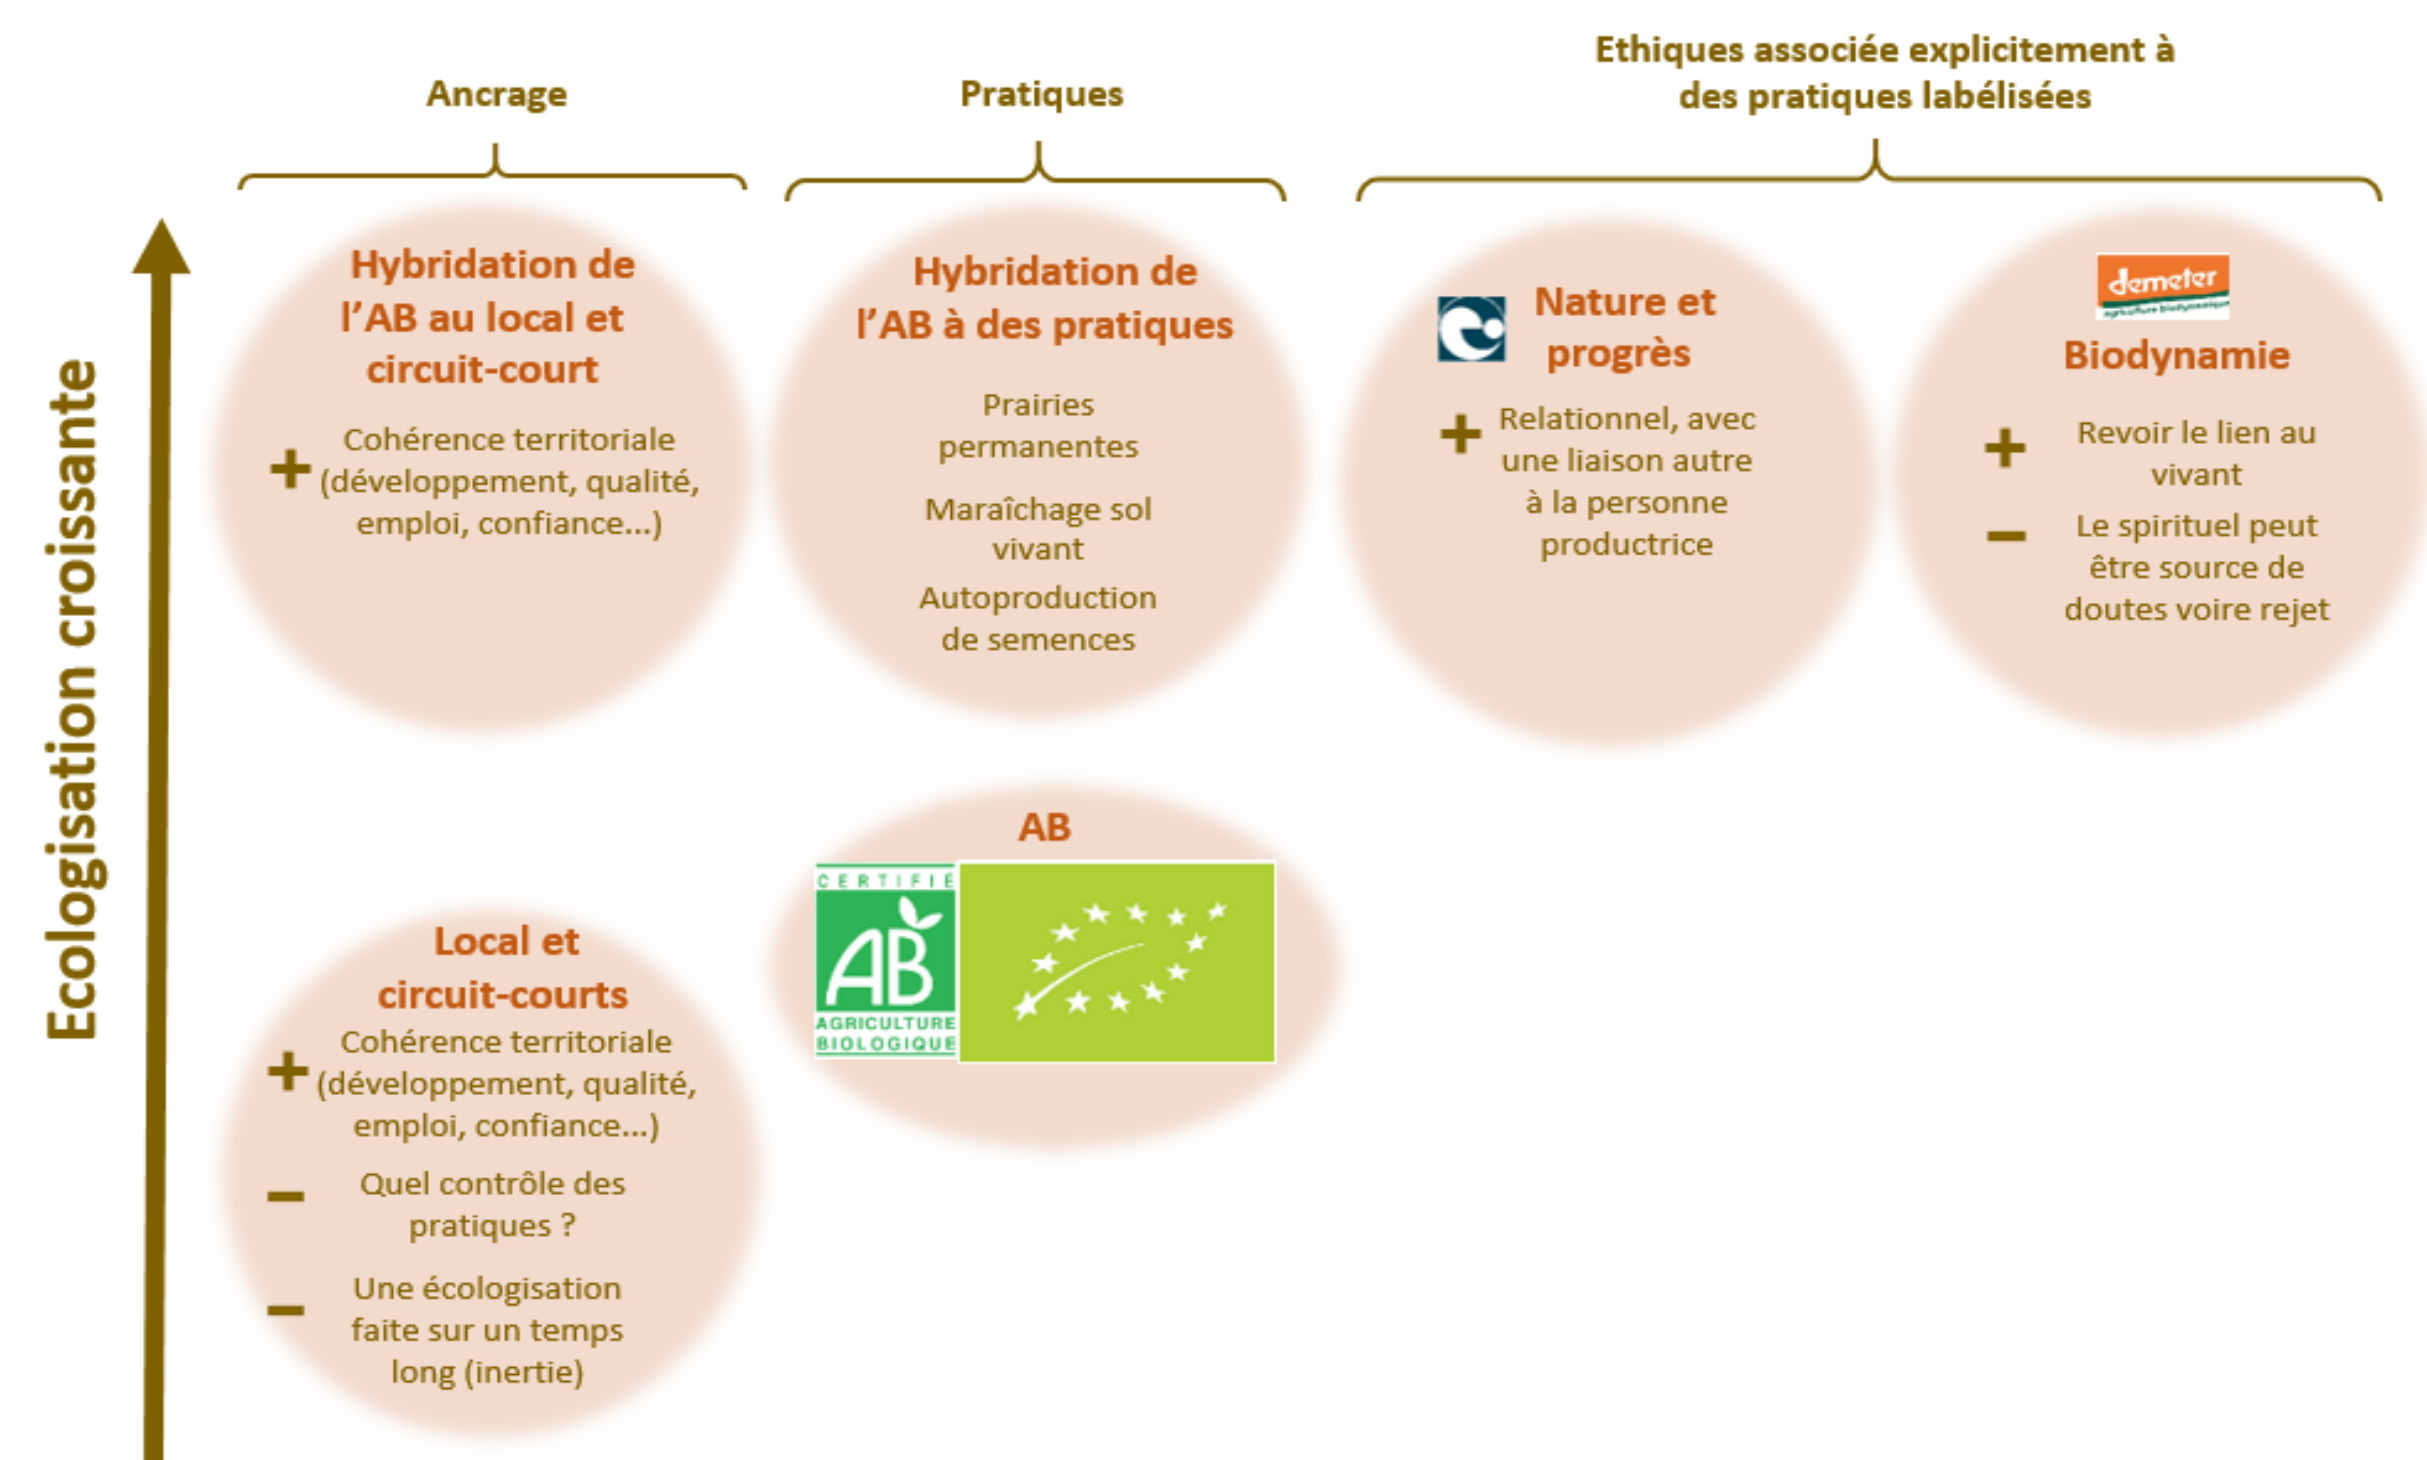 Ethiques associée explicitement à
des pratiques labélisées
Ancrage
Pratiques
Ecologisation croissante
Hybridation de
l'AB au local et
circuit-court
+ Cohérence territoriale
(développement, qualité,
emploi, confiance...)
Hybridation de
l'AB à des pratiques
Prairies
permanentes
Maraîchage sol
vivant
Autoproduction
de semences
Nature et
progrès
+ Relationnel, avec
une liaison autre
à la personne
productrice
demeter
agriculture biodynamique
Biodynamie
+ Revoir le lien au
vivant
– Le spirituel peut
être source de
doutes voire rejet
AB
CERTIFIÉ
AB
AGRICULTURE
BIOLOGIQUE
Local et
circuit-courts
+ Cohérence territoriale
(développement, qualité,
emploi, confiance...)
– Quel contrôle des
pratiques ?
– Une écologisation
faite sur un temps
long (inertie)